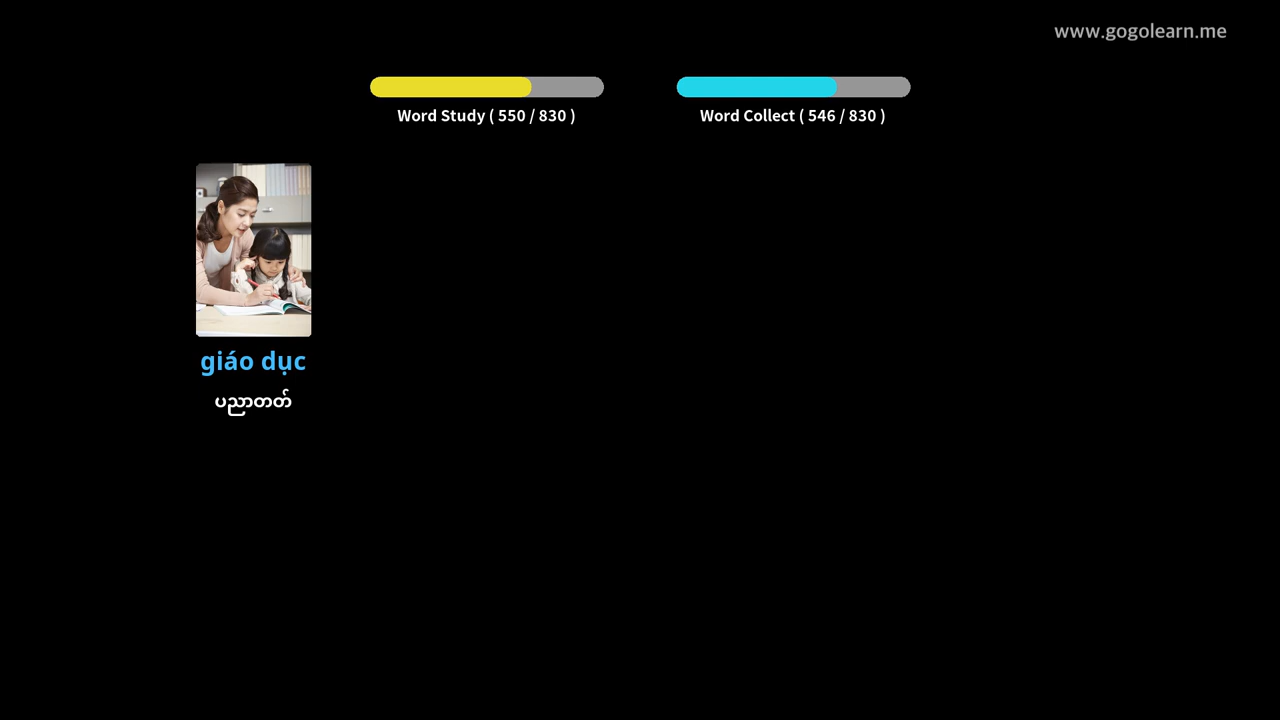 www.gogolearn.me
Word Study ( 550 / 830 )
Word Collect ( 546 / 830 )
giáo dục
ပညာတတ်